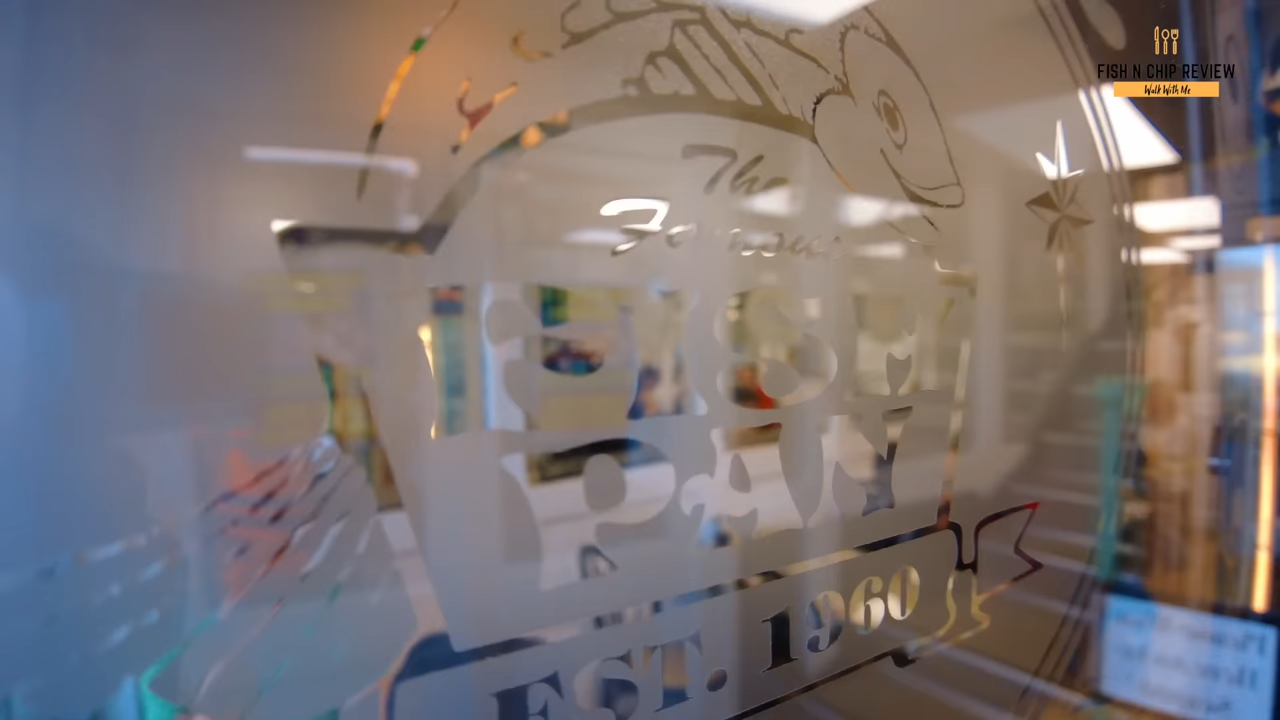 FISH N CHIP REVIEW
Walk With Me
The
Famous
FISH
PAN
EST. 1960